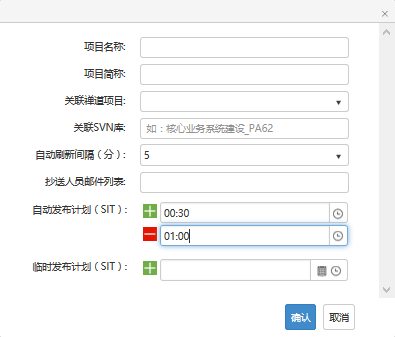 ×
项目名称:
项目简称:
关联禅道项目:
关联SVN库: 如：核心业务系统建设_PA62
自动刷新间隔（分）: 5
抄送人员邮件列表:
自动发布计划（SIT）: 00:30
01:00
临时发布计划（SIT）:
确认 取消